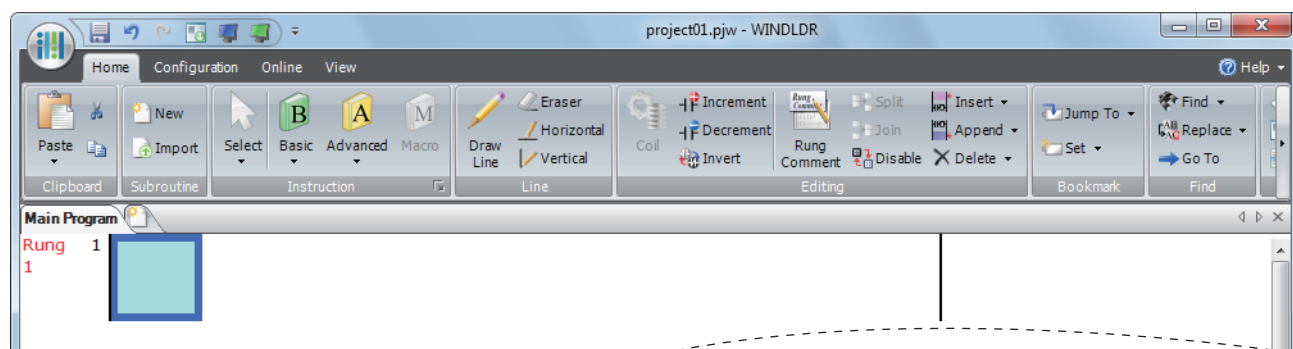 project01.pjw - WINDLDR
Home Configuration Online View Help
Paste New Import Select Basic Advanced Macro Draw Line Eraser Horizontal Vertical Coil Increment Decrement Invert Rung Comment Split Join Disable Insert Append Delete Jump To Set Find Replace Go To
B A M
Clipboard Subroutine Instruction Line Editing Bookmark Find
Main Program
Rung 1
1